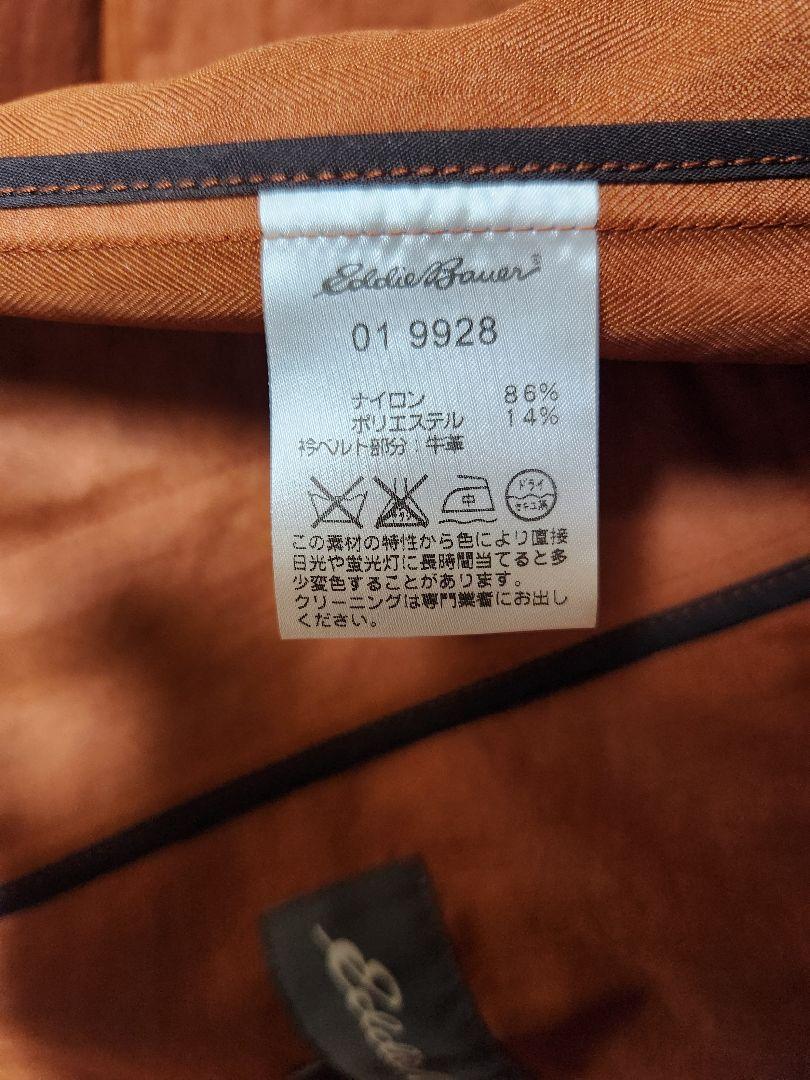 Eddie Bauer®
01 9928
ナイロン 86%
ポリエステル 14%
衿ベルト部分：牛革
中
ドライ
セキユ系
この素材の特性から色により直接
日光や蛍光灯に長時間当てると多
少変色することがあります。
クリーニングは専門業者にお出し
ください。
Eddie